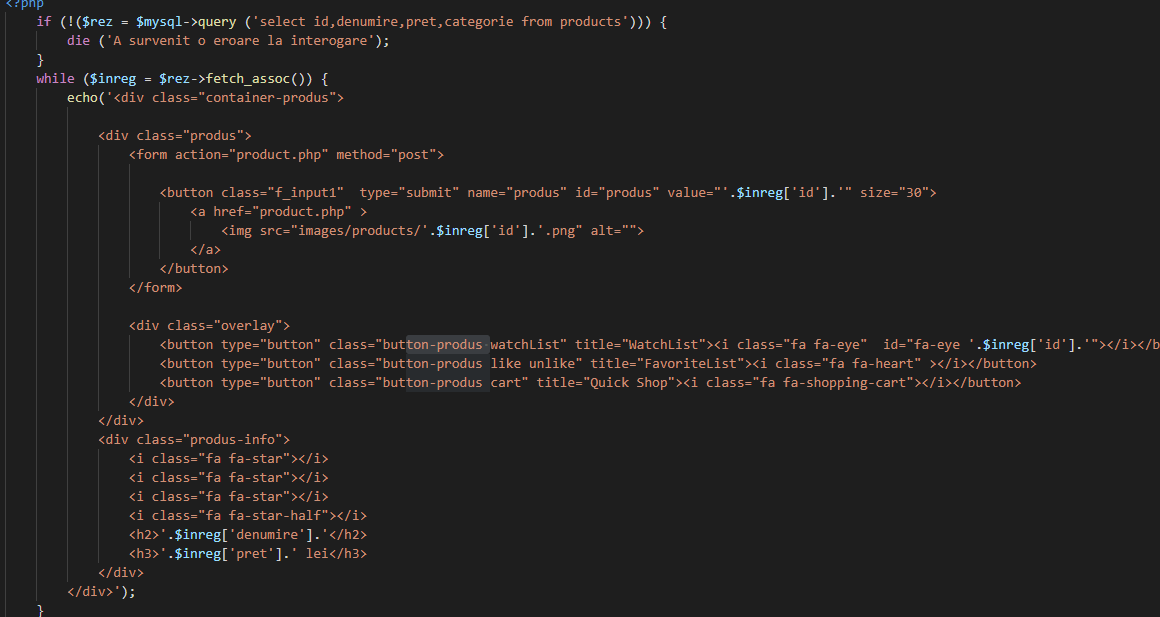 <?php
if (!($rez = $mysql->query ('select id,denumire,pret,categorie from products'))) {
die ('A survenit o eroare la interogare');
}
while ($inreg = $rez->fetch_assoc()) {
echo('<div class="container-produs">
<div class="produs">
<form action="product.php" method="post">
<button class="f_input1"  type="submit" name="produs" id="produs" value="'.$inreg['id'].'" size="30">
<a href="product.php" >
<img src="images/products/'.$inreg['id'].'.png" alt="">
</a>
</button>
</form>
<div class="overlay">
<button type="button" class="button-produs watchList" title="WatchList"><i class="fa fa-eye"  id="fa-eye '.$inreg['id'].'"></i></b
<button type="button" class="button-produs like unlike" title="FavoriteList"><i class="fa fa-heart" ></i></button>
<button type="button" class="button-produs cart" title="Quick Shop"><i class="fa fa-shopping-cart"></i></button>
</div>
</div>
<div class="produs-info">
<i class="fa fa-star"></i>
<i class="fa fa-star"></i>
<i class="fa fa-star"></i>
<i class="fa fa-star-half"></i>
<h2>'.$inreg['denumire'].'</h2>
<h3>'.$inreg['pret'].' lei</h3>
</div>
</div>');
}